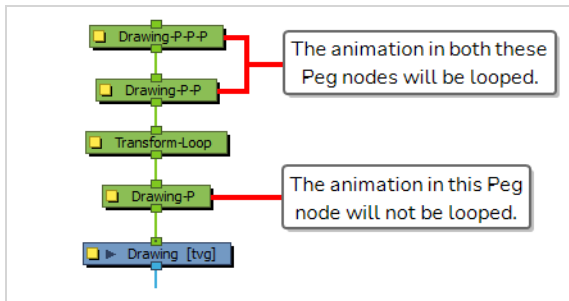 Drawing-P-P-P
The animation in both these
Peg nodes will be looped.
Drawing-P-P
Transform-Loop
Drawing-P
The animation in this Peg
node will not be looped.
Drawing [tvg]